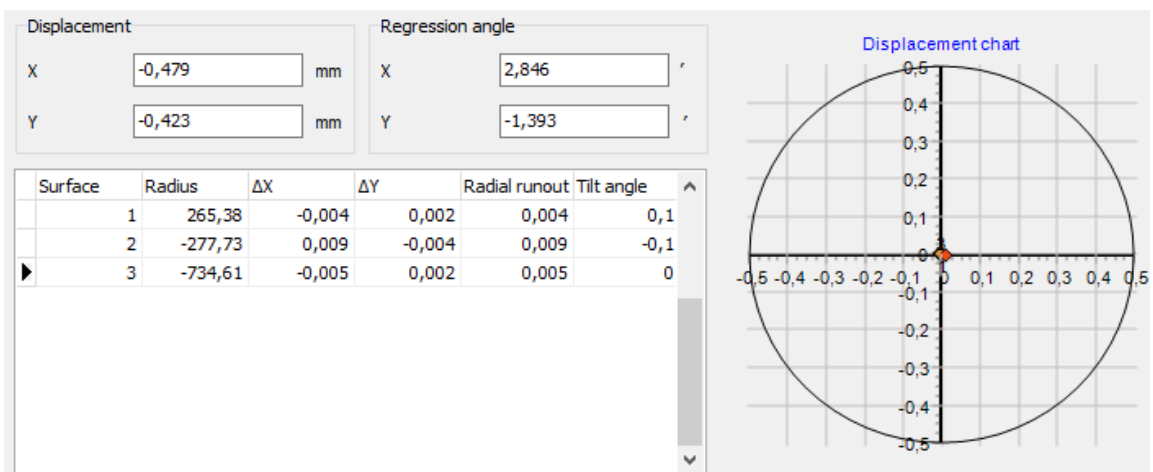 Displacement
X -0,479 mm
Y -0,423 mm
Regression angle
X 2,846 ′
Y -1,393 ′
Surface Radius ΔX ΔY Radial runout Tilt angle
1 265,38 -0,004 0,002 0,004 0,1
2 -277,73 0,009 -0,004 0,009 -0,1
3 -734,61 -0,005 0,002 0,005 0
Displacement chart
0,5
0,4
0,3
0,2
0,1
0
-0,5 -0,4 -0,3 -0,2 -0,1 0 0,1 0,2 0,3 0,4 0,5
-0,1
-0,2
-0,3
-0,4
-0,5